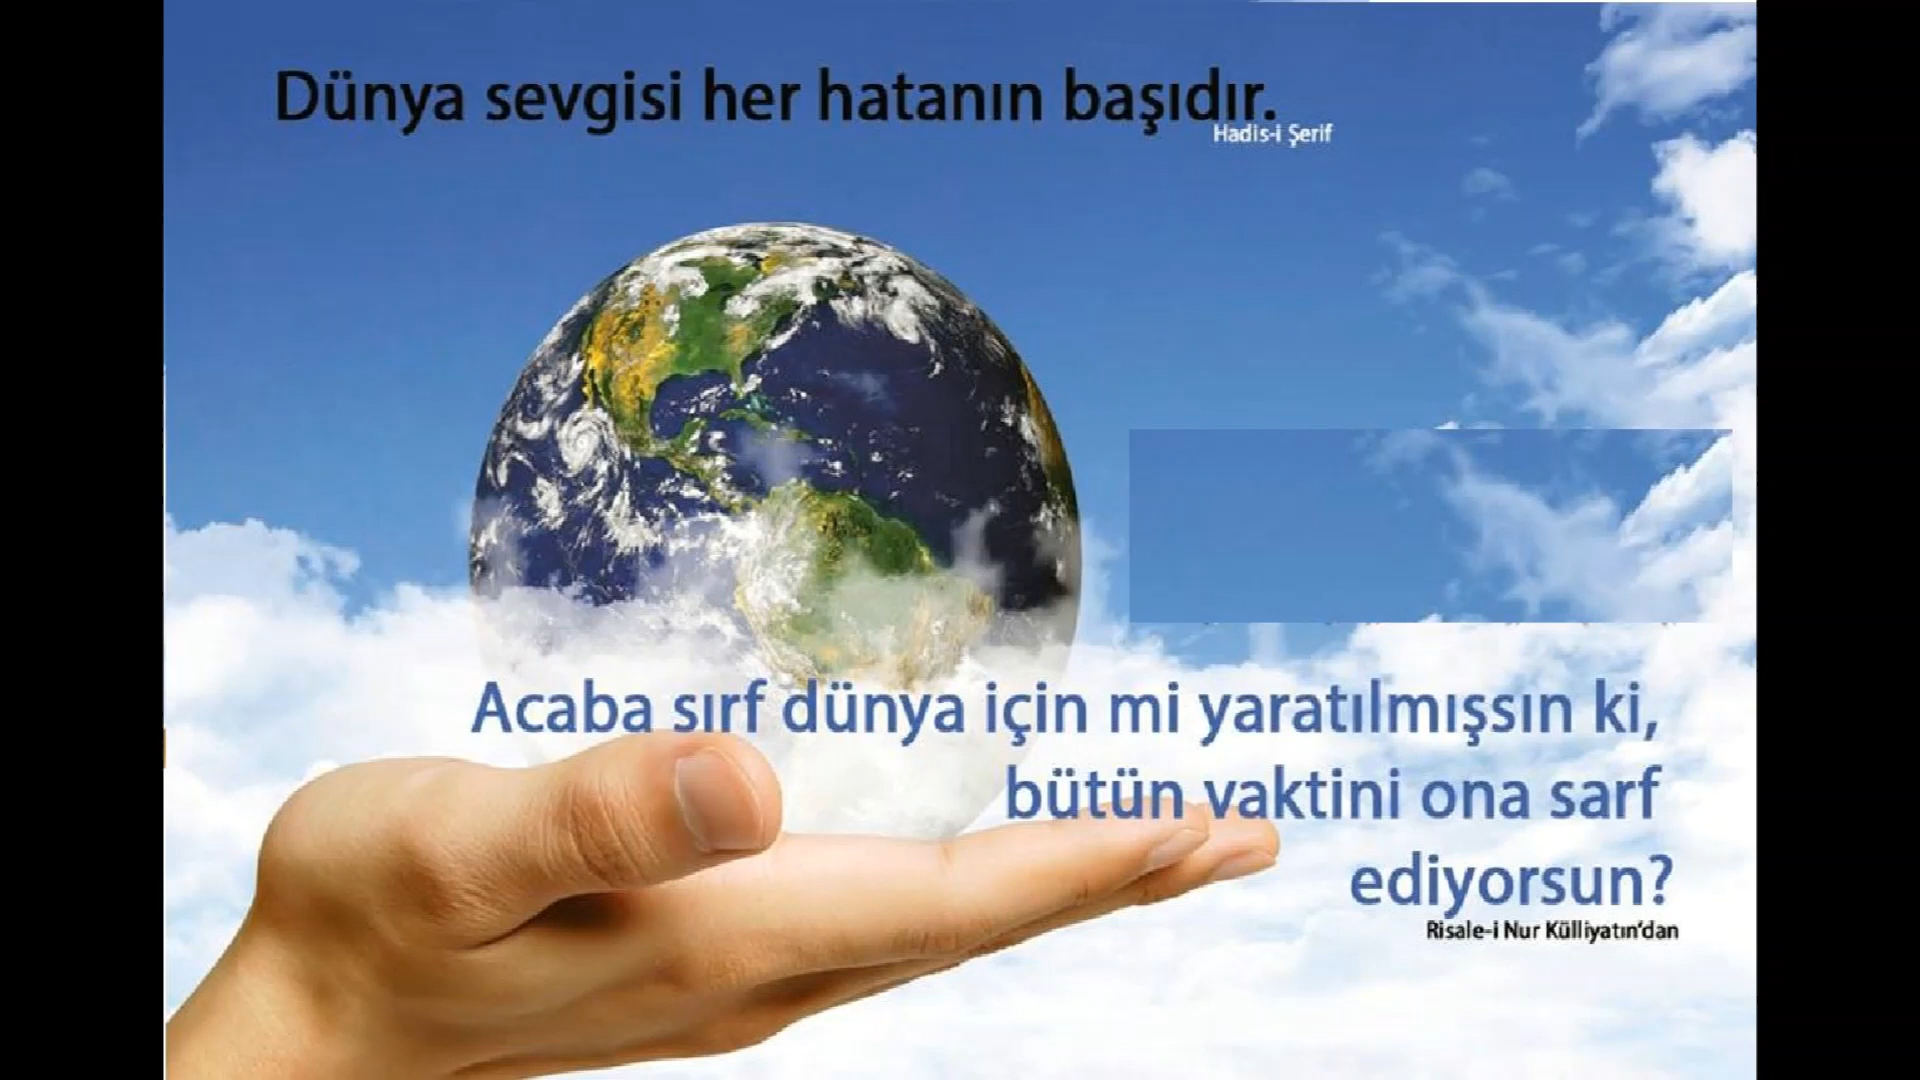 Dünya sevgisi her hatanın başıdır.
Hadis-i Şerif
Acaba sırf dünya için mi yaratılmışsın ki,
bütün vaktini ona sarf
ediyorsun?
Risale-i Nur Külliyatın'dan